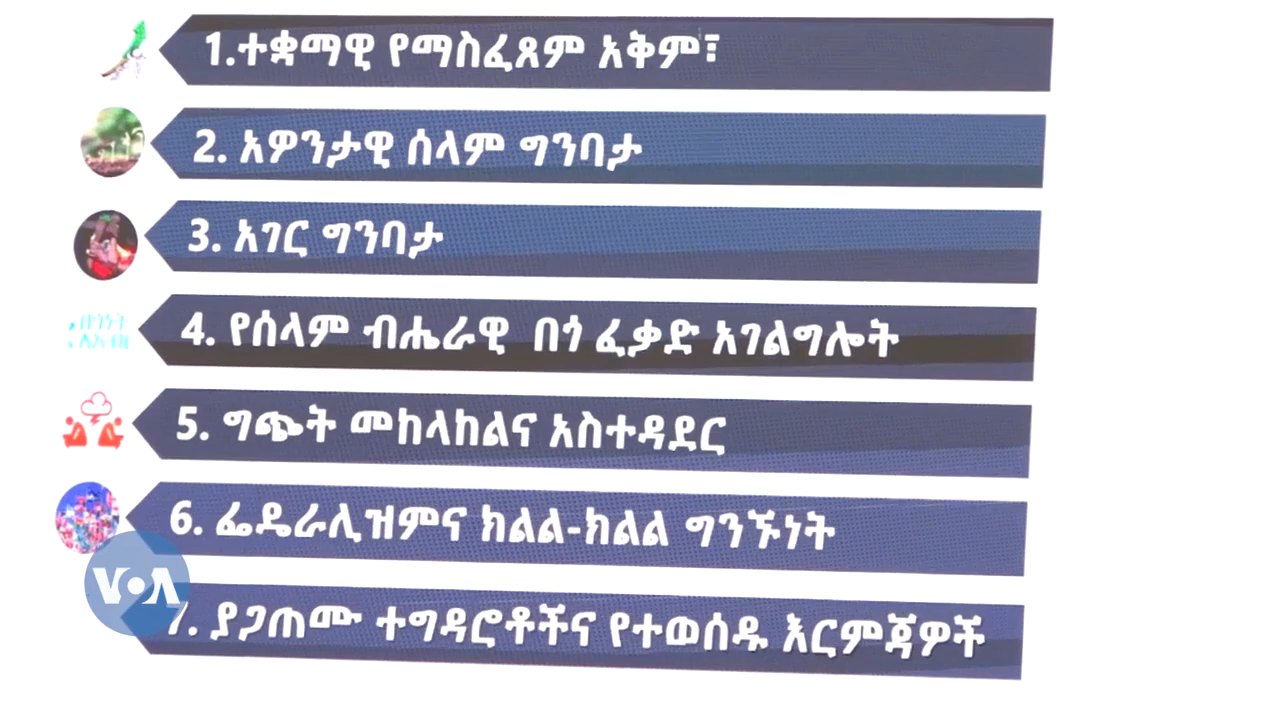 1.ተቋማዊ የማስፈጸም አቅም፣
2. አዎንታዊ ሰላም ግንባታ
3. አገር ግንባታ
4. የሰላም ብሔራዊ በጎ ፈቃድ አገልግሎት
5. ግጭት መከላከልና አስተዳደር
6. ፌዴራሊዝምና ክልል-ክልል ግንኙነት
VOA
7. ያጋጠሙ ተግዳሮቶችና የተወሰዱ እርምጃዎች